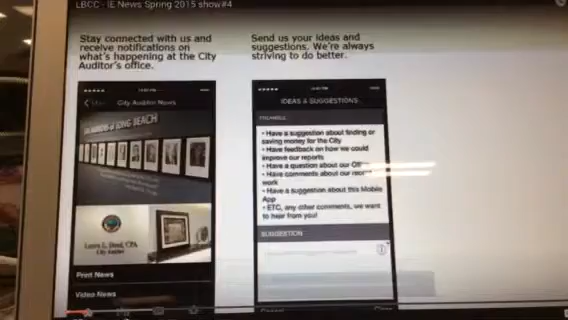 LBCC - IE News Spring 2015 show#4
Stay connected with us and
receive notifications on
what's happening at the City
Auditor's office.
Send us your ideas and
suggestions. We're always
striving to do better.
City Auditor News
LONG BEACH
Laura L. Doud, CPA
City Auditor
Print News
Video News
IDEAS & SUGGESTIONS
• Have a suggestion about finding or
saving money for the City
• Have feedback on how we could
improve our reports
• Have a question about our
• Have comments about our
work
• Have a suggestion about this Mobile
App
• ETC, any other comments, we want
to hear from you!
SUGGESTION